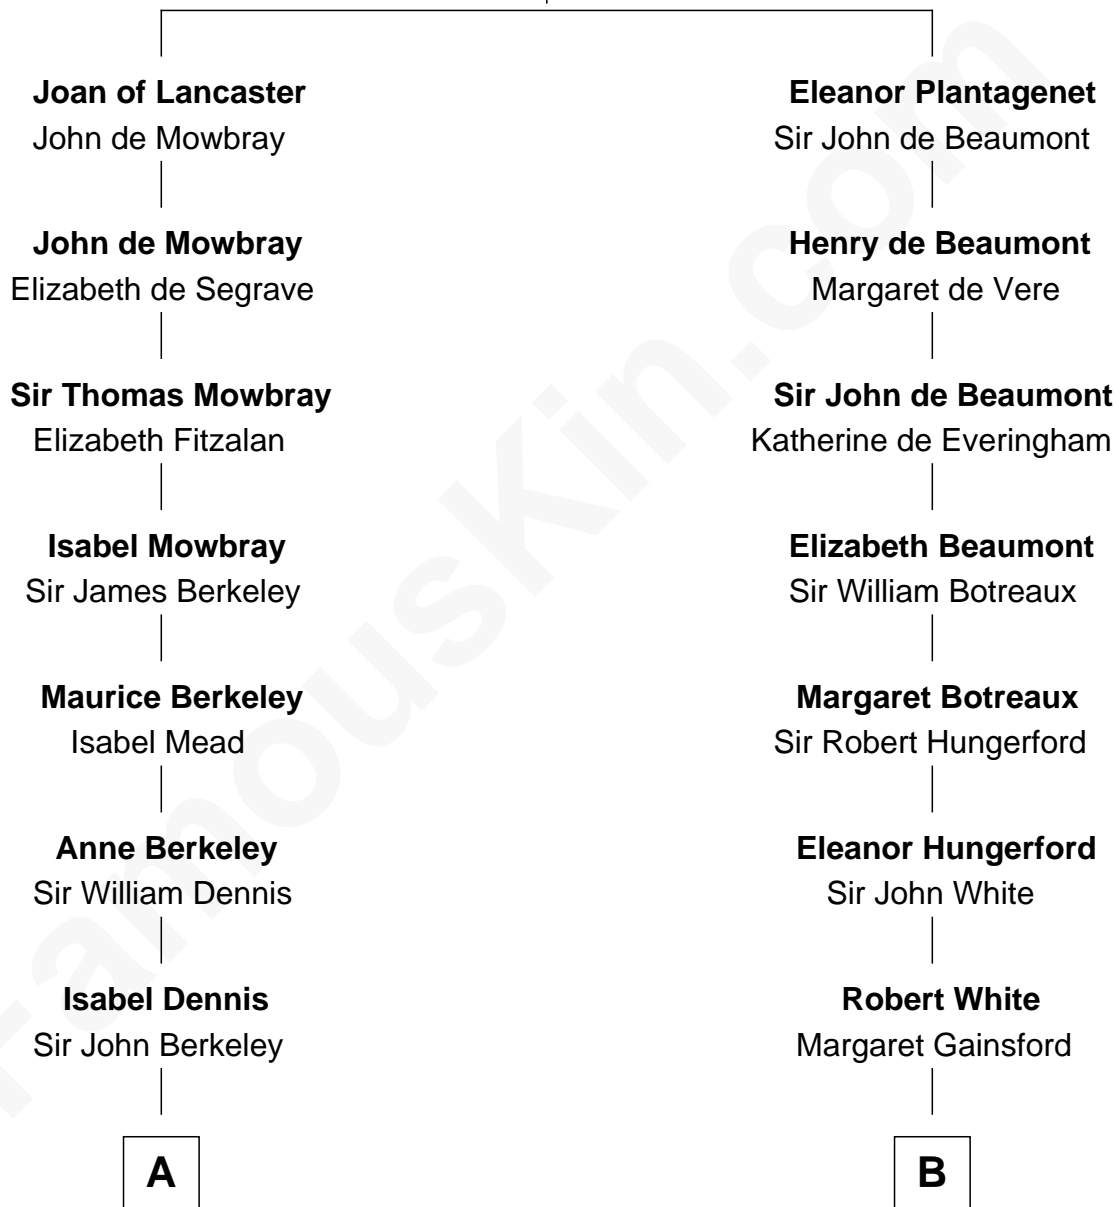 Joan of Lancaster
John de Mowbray
John de Mowbray
Elizabeth de Segrave
Sir Thomas Mowbray
Elizabeth Fitzalan
Isabel Mowbray
Sir James Berkeley
Maurice Berkeley
Isabel Mead
Anne Berkeley
Sir William Dennis
Isabel Dennis
Sir John Berkeley
A
Eleanor Plantagenet
Sir John de Beaumont
Henry de Beaumont
Margaret de Vere
Sir John de Beaumont
Katherine de Everingham
Elizabeth Beaumont
Sir William Botreaux
Margaret Botreaux
Sir Robert Hungerford
Eleanor Hungerford
Sir John White
Robert White
Margaret Gainsford
B
FamousKin.com